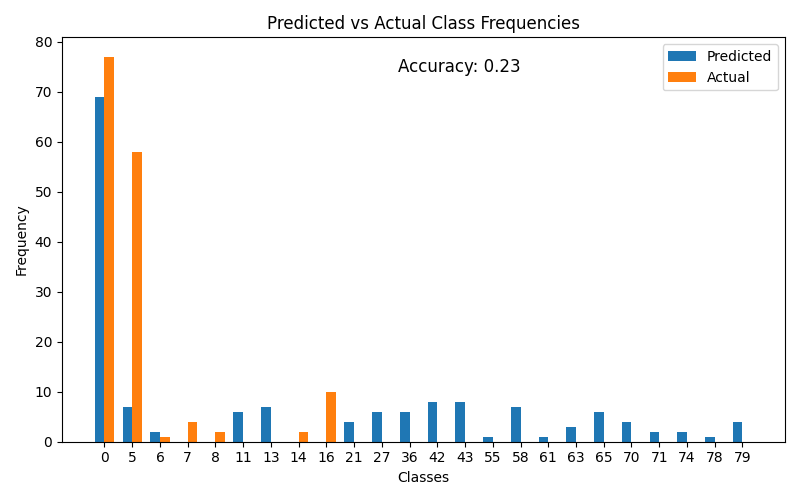 Predicted vs Actual Class Frequencies
Accuracy: 0.23
Predicted
Actual
80
70
60
50
40
30
20
10
0
Frequency
0 5 6 7 8 11 13 14 16 21 27 36 42 43 55 58 61 63 65 70 71 74 78 79
Classes